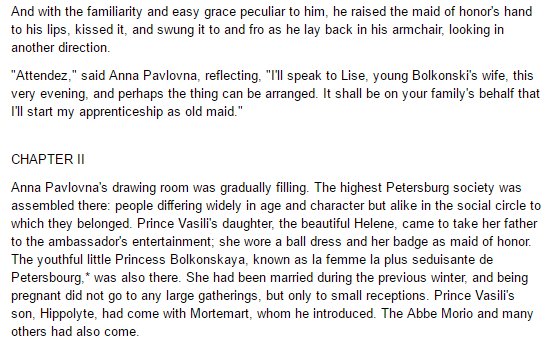 And with the familiarity and easy grace peculiar to him, he raised the maid of honor's hand
to his lips, kissed it, and swung it to and fro as he lay back in his armchair, looking in
another direction.
"Attendez," said Anna Pavlovna, reflecting, "I'll speak to Lise, young Bolkonski's wife, this
very evening, and perhaps the thing can be arranged. It shall be on your family's behalf that
I'll start my apprenticeship as old maid."
CHAPTER II
Anna Pavlovna's drawing room was gradually filling. The highest Petersburg society was
assembled there: people differing widely in age and character but alike in the social circle to
which they belonged. Prince Vasili's daughter, the beautiful Helene, came to take her father
to the ambassador's entertainment; she wore a ball dress and her badge as maid of honor.
The youthful little Princess Bolkonskaya, known as la femme la plus seduisante de
Petersbourg,* was also there. She had been married during the previous winter, and being
pregnant did not go to any large gatherings, but only to small receptions. Prince Vasili's
son, Hippolyte, had come with Mortemart, whom he introduced. The Abbe Morio and many
others had also come.